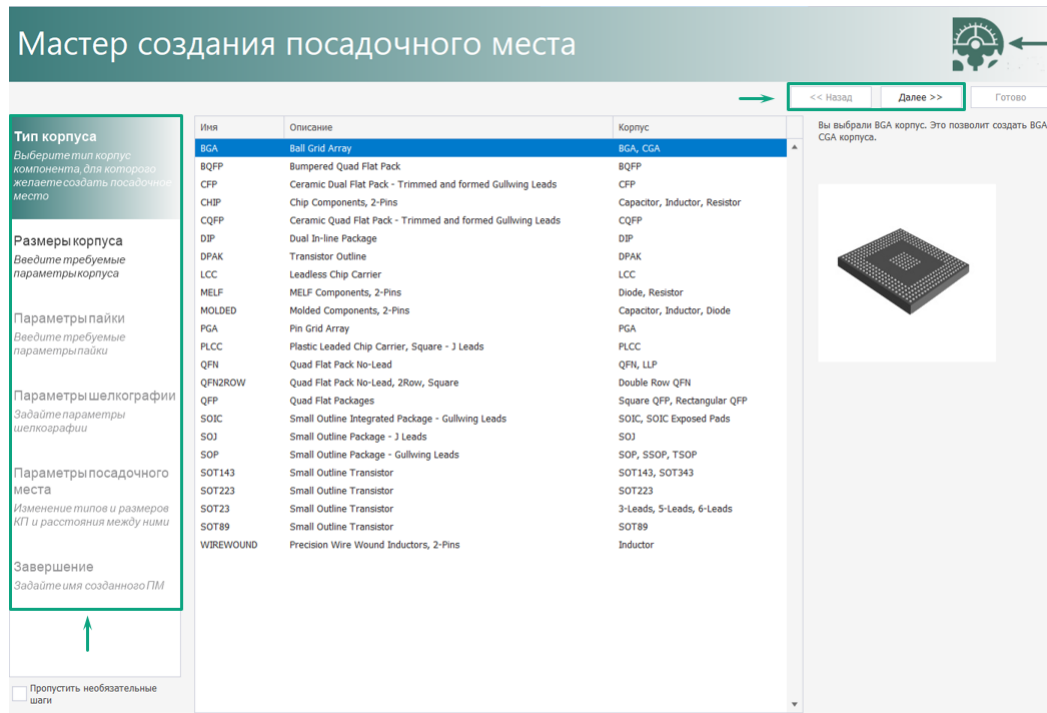 Мастер создания посадочного места
<< Назад Далее >> Готово
Тип корпуса
Выберите тип корпус
компонента, для которого
желаете создать посадочное
место
Размеры корпуса
Введите требуемые
параметры корпуса
Параметры пайки
Введите требуемые
параметры пайки
Параметры шелкографии
Задайте параметры
шелкографии
Параметры посадочного
места
Изменение типов и размеров
КП и расстояния между ними
Завершение
Задайте имя созданного ПМ
Пропустить необязательные
шаги
Имя Описание Корпус
BGA Ball Grid Array BGA, CGA
BQFP Bumpered Quad Flat Pack BQFP
CFP Ceramic Dual Flat Pack - Trimmed and formed Gullwing Leads CFP
CHIP Chip Components, 2-Pins Capacitor, Inductor, Resistor
CQFP Ceramic Quad Flat Pack - Trimmed and formed Gullwing Leads CQFP
DIP Dual In-line Package DIP
DPAK Transistor Outline DPAK
LCC Leadless Chip Carrier LCC
MELF MELF Components, 2-Pins Diode, Resistor
MOLDED Molded Components, 2-Pins Capacitor, Inductor, Diode
PGA Pin Grid Array PGA
PLCC Plastic Leaded Chip Carrier, Square - J Leads PLCC
QFN Quad Flat Pack No-Lead QFN, LLP
QFN2ROW Quad Flat Pack No-Lead, 2Row, Square Double Row QFN
QFP Quad Flat Packages Square QFP, Rectangular QFP
SOIC Small Outline Integrated Package - Gullwing Leads SOIC, SOIC Exposed Pads
SOJ Small Outline Package - J Leads SOJ
SOP Small Outline Package - Gullwing Leads SOP, SSOP, TSOP
SOT143 Small Outline Transistor SOT143, SOT343
SOT223 Small Outline Transistor SOT223
SOT23 Small Outline Transistor 3-Leads, 5-Leads, 6-Leads
SOT89 Small Outline Transistor SOT89
WIREWOUND Precision Wire Wound Inductors, 2-Pins Inductor
Вы выбрали BGA корпус. Это позволит создать BGA
CGA корпуса.